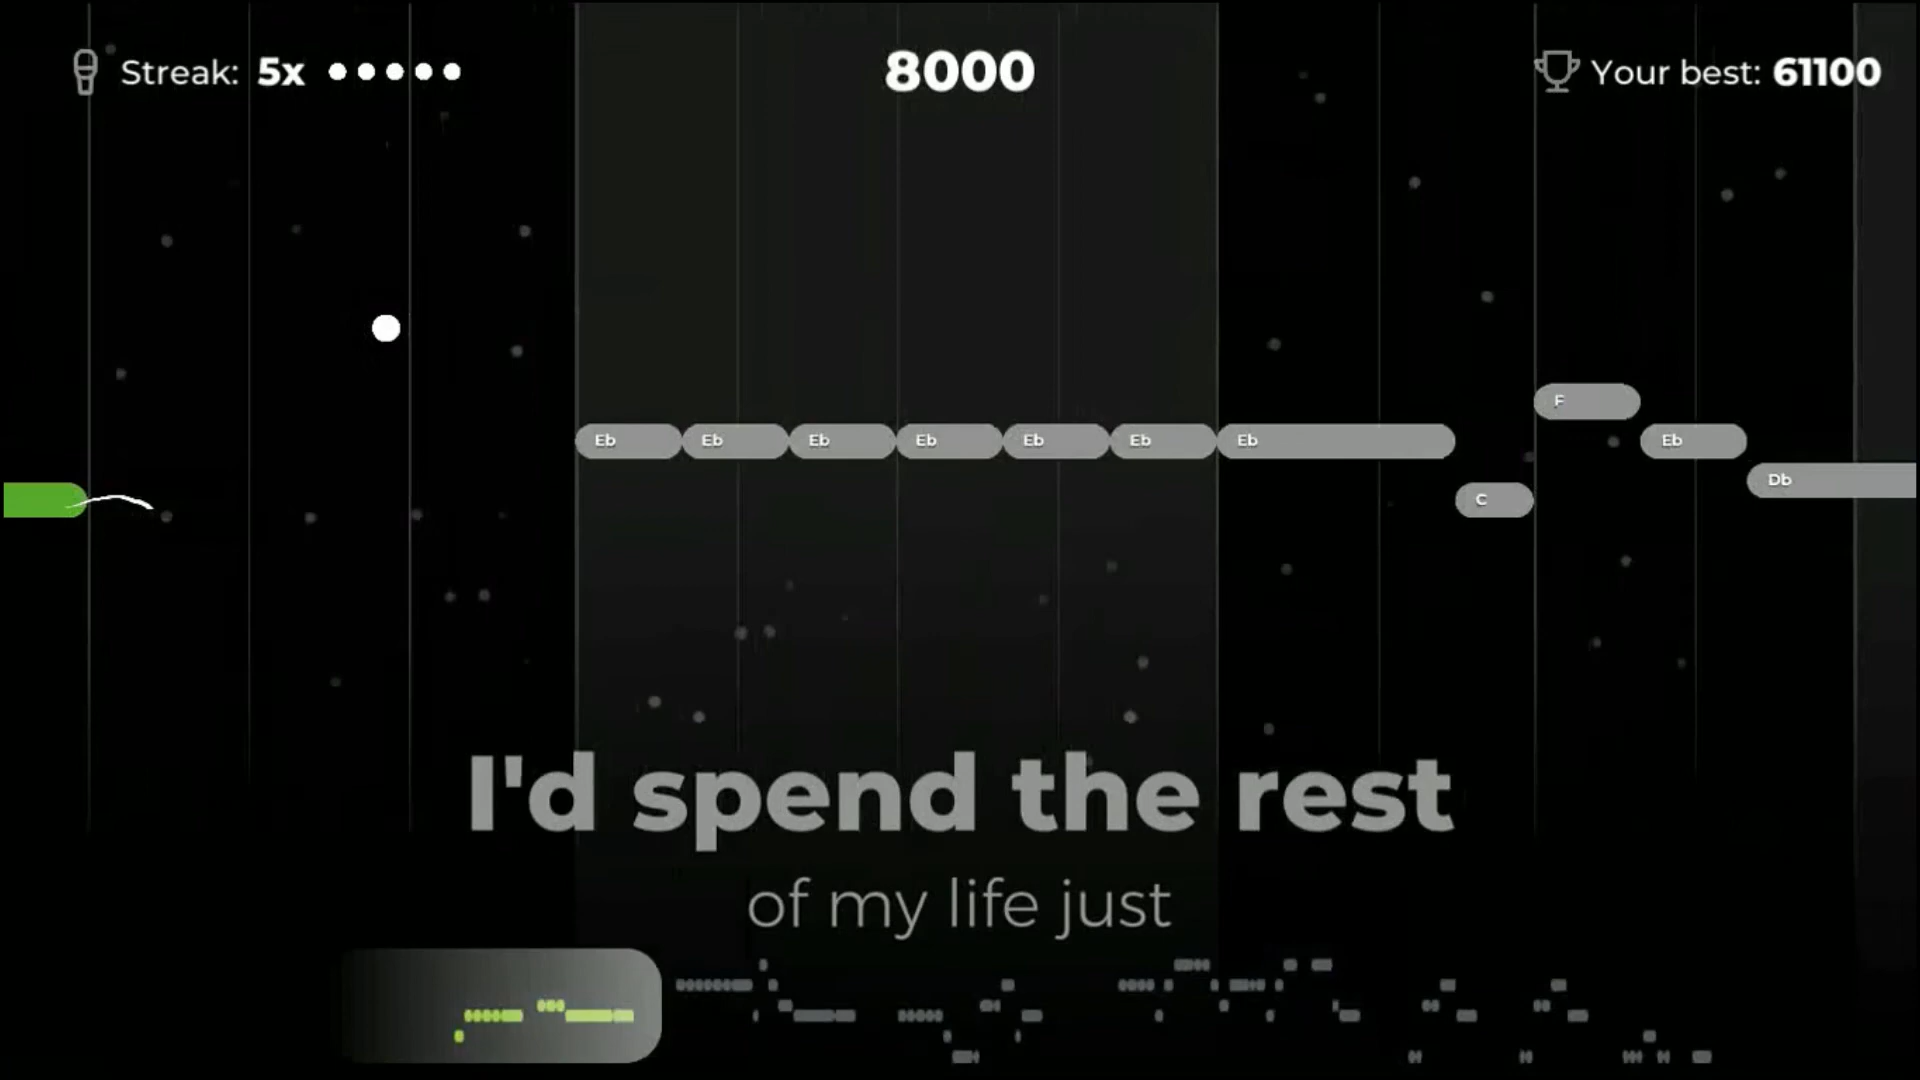 Streak: 5x
8000
Your best: 61100
F
Eb Eb Eb Eb Eb Eb Eb Eb
Db
C
I'd spend the rest
of my life just